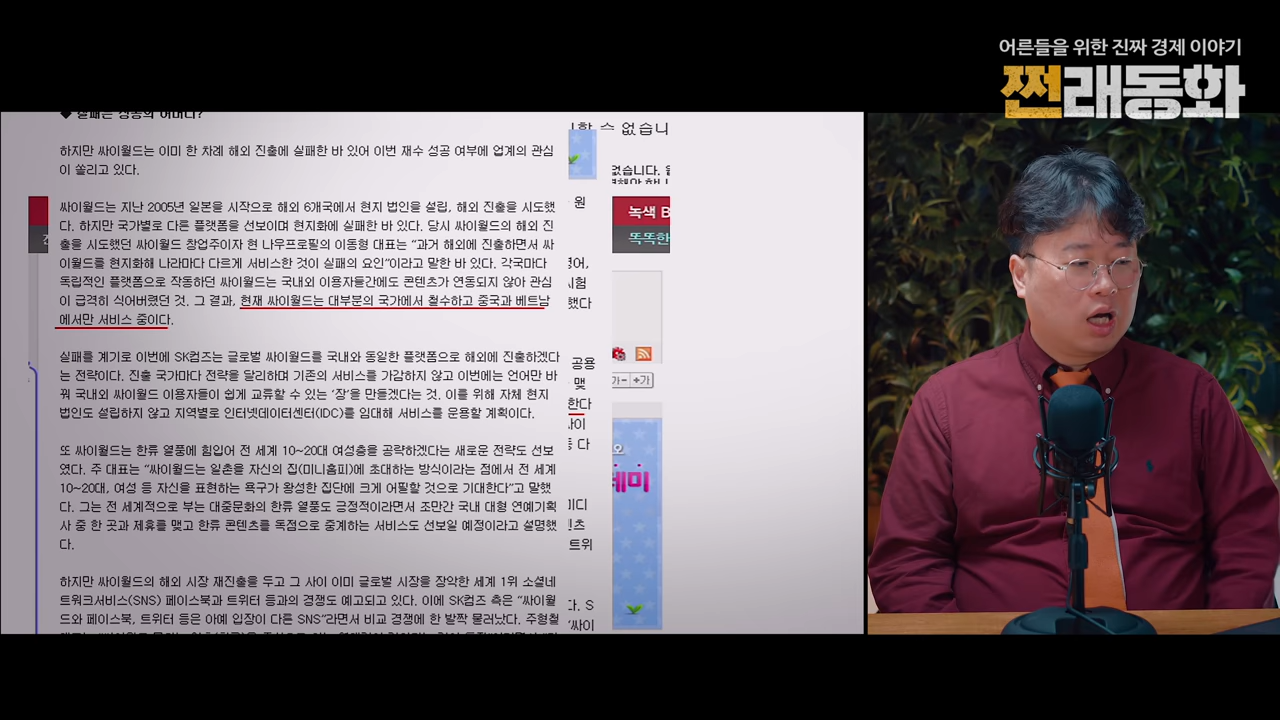 어른들을 위한 진짜 경제 이야기
쩐래동화
◆ 실패는 성공의 어머니?
하지만 싸이월드는 이미 한 차례 해외 진출에 실패한 바 있어 이번 재수 성공 여부에 업계의 관심
이 쏠리고 있다.
싸이월드는 지난 2005년 일본을 시작으로 해외 6개국에서 현지 법인을 설립, 해외 진출을 시도했
다. 하지만 국가별로 다른 플랫폼을 선보이며 현지화에 실패한 바 있다. 당시 싸이월드의 해외 진
출을 시도했던 싸이월드 창업주이자 현 나우프로필의 이동형 대표는 “과거 해외에 진출하면서 싸
이월드를 현지화해 나라마다 다르게 서비스한 것이 실패의 요인”이라고 말한 바 있다. 각국마다
독립적인 플랫폼으로 작동하던 싸이월드는 국내외 이용자들간에도 콘텐츠가 연동되지 않아 관심
이 급격히 식어버렸던 것. 그 결과, 현재 싸이월드는 대부분의 국가에서 철수하고 중국과 베트남
에서만 서비스 중이다.
실패를 계기로 이번에 SK컴즈는 글로벌 싸이월드를 국내와 동일한 플랫폼으로 해외에 진출하겠다
는 전략이다. 진출 국가마다 전략을 달리하며 기존의 서비스를 가감하지 않고 이번에는 언어만 바
꿔 국내외 싸이월드 이용자들이 쉽게 교류할 수 있는 ‘장’을 만들겠다는 것. 이를 위해 자체 현지
법인도 설립하지 않고 지역별로 인터넷데이터센터(IDC)를 임대해 서비스를 운용할 계획이다.
또 싸이월드는 한류 열풍에 힘입어 전 세계 10~20대 여성층을 공략하겠다는 새로운 전략도 선보
였다. 주 대표는 “싸이월드는 일촌을 자신의 집(미니홈피)에 초대하는 방식이라는 점에서 전 세계
10~20대, 여성 등 자신을 표현하는 욕구가 왕성한 집단에 크게 어필할 것으로 기대한다”고 말했
다. 그는 전 세계적으로 부는 대중문화의 한류 열풍도 긍정적이라면서 조만간 국내 대형 연예기획
사 중 한 곳과 제휴를 맺고 한류 콘텐츠를 독점으로 중계하는 서비스도 선보일 예정이라고 설명했
다.
하지만 싸이월드의 해외 시장 재진출을 두고 그 사이 이미 글로벌 시장을 장악한 세계 1위 소셜네
트워크서비스(SNS) 페이스북과 트위터 등과의 경쟁도 예고되고 있다. 이에 SK컴즈 측은 “싸이월
드와 페이스북, 트위터 등은 아예 입장이 다른 SNS”라면서 비교 경쟁에 한 발짝 물러났다. 주형철
할 수 없습니
없습니다.
원
녹색 B
똑똑한
했다
공용
가- +가
맺
한다
다
츠
트위
다. S